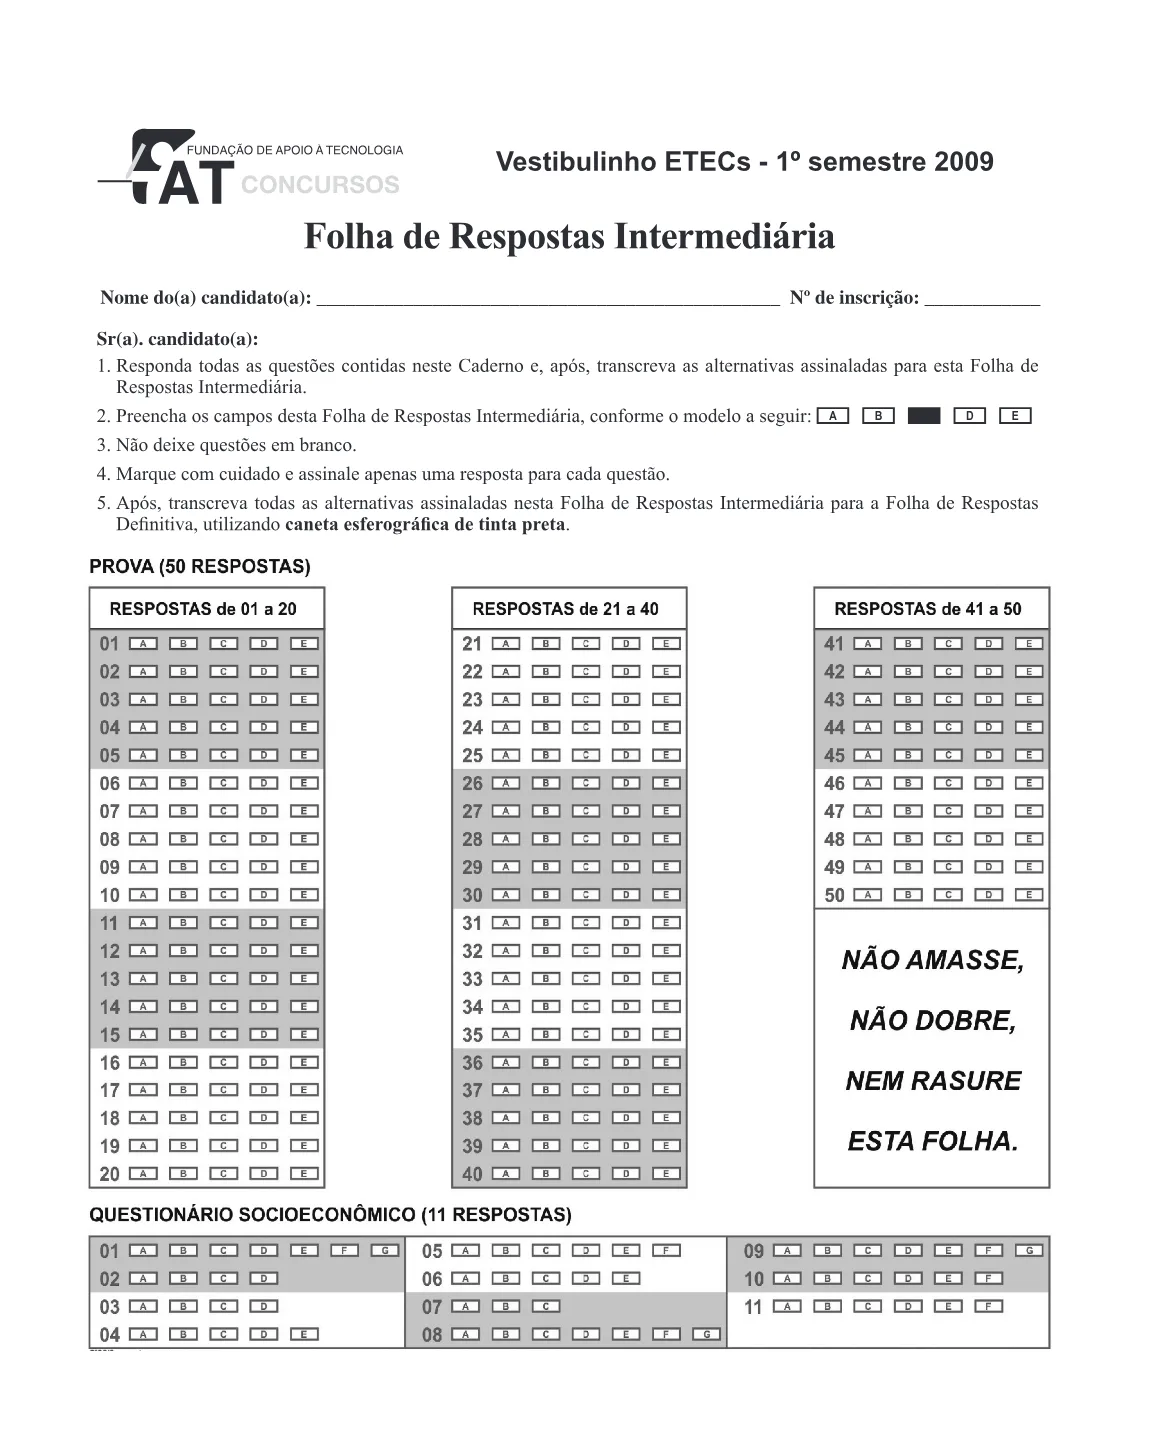 FUNDAÇÃO DE APOIO À TECNOLOGIA
FAT CONCURSOS
Vestibulinho ETECs - 1º semestre 2009
Folha de Respostas Intermediária
Nome do(a) candidato(a): ________________________________________________ Nº de inscrição: ____________
Sr(a). candidato(a):
1. Responda todas as questões contidas neste Caderno e, após, transcreva as alternativas assinaladas para esta Folha de
Respostas Intermediária.
2. Preencha os campos desta Folha de Respostas Intermediária, conforme o modelo a seguir: A B D E
3. Não deixe questões em branco.
4. Marque com cuidado e assinale apenas uma resposta para cada questão.
5. Após, transcreva todas as alternativas assinaladas nesta Folha de Respostas Intermediária para a Folha de Respostas
Definitiva, utilizando caneta esferográfica de tinta preta.
PROVA (50 RESPOSTAS)
RESPOSTAS de 01 a 20
01 A B C D E
02 A B C D E
03 A B C D E
04 A B C D E
05 A B C D E
06 A B C D E
07 A B C D E
08 A B C D E
09 A B C D E
10 A B C D E
11 A B C D E
12 A B C D E
13 A B C D E
14 A B C D E
15 A B C D E
16 A B C D E
17 A B C D E
18 A B C D E
19 A B C D E
20 A B C D E
RESPOSTAS de 21 a 40
21 A B C D E
22 A B C D E
23 A B C D E
24 A B C D E
25 A B C D E
26 A B C D E
27 A B C D E
28 A B C D E
29 A B C D E
30 A B C D E
31 A B C D E
32 A B C D E
33 A B C D E
34 A B C D E
35 A B C D E
36 A B C D E
37 A B C D E
38 A B C D E
39 A B C D E
40 A B C D E
RESPOSTAS de 41 a 50
41 A B C D E
42 A B C D E
43 A B C D E
44 A B C D E
45 A B C D E
46 A B C D E
47 A B C D E
48 A B C D E
49 A B C D E
50 A B C D E
NÃO AMASSE,
NÃO DOBRE,
NEM RASURE
ESTA FOLHA.
QUESTIONÁRIO SOCIOECONÔMICO (11 RESPOSTAS)
01 A B C D E F G
02 A B C D
03 A B C D
04 A B C D E
05 A B C D E F
06 A B C D E
07 A B C
08 A B C D E F G
09 A B C D E F G
10 A B C D E F
11 A B C D E F